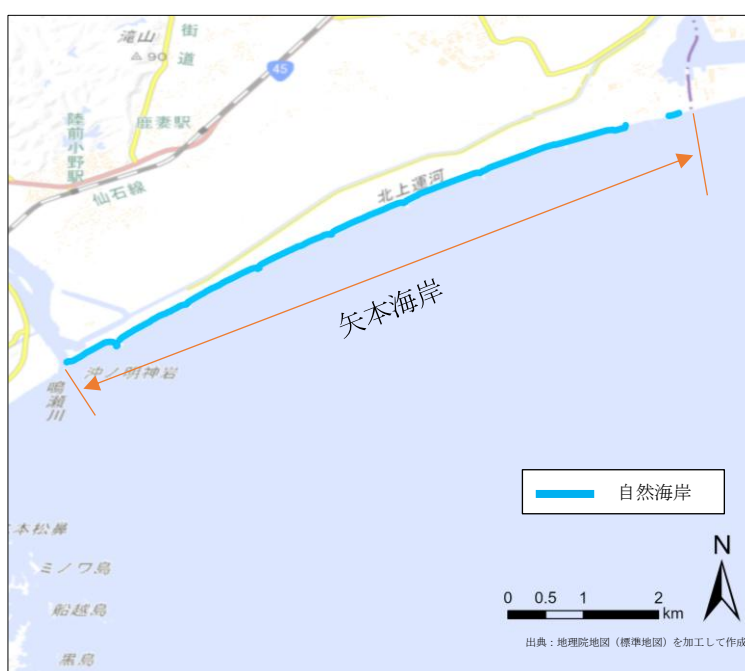 滝山
90
街道
45
陸前小野駅
鹿妻駅
仙石線
北上運河
矢本海岸
沖ノ明神岩
鳴瀬川
自然海岸
本松鼻
ミノワ島
船越島
黒島
N
0 0.5 1 2
km
出典：地理院地図（標準地図）を加工して作成